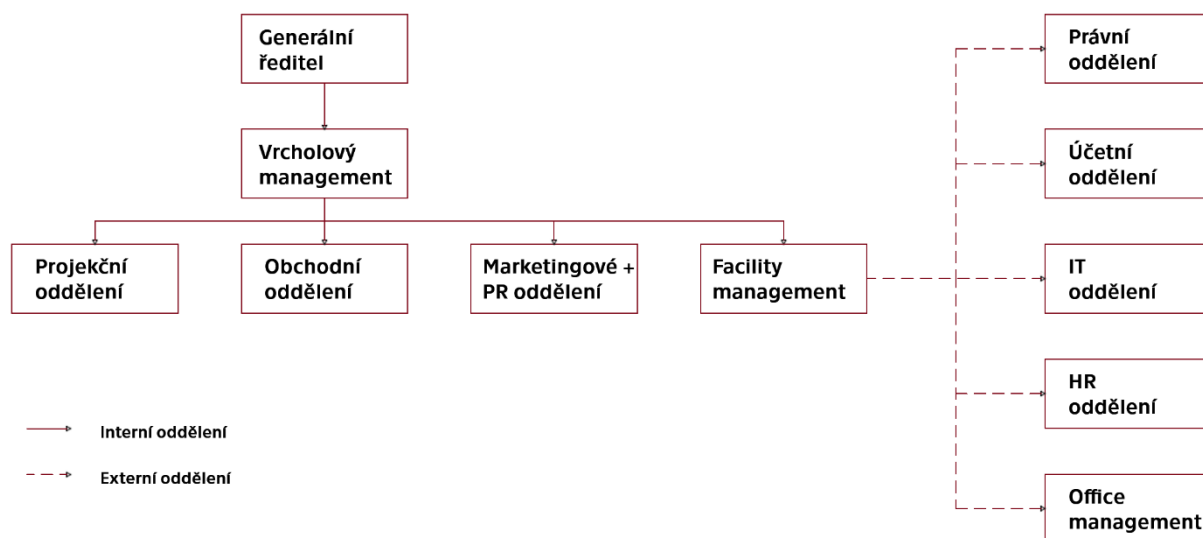 Generální
ředitel
Vrcholový
management
Projekční
oddělení
Obchodní
oddělení
Marketingové +
PR oddělení
Facility
management
Právní
oddělení
Účetní
oddělení
IT
oddělení
HR
oddělení
Office
management
Interní oddělení
Externí oddělení